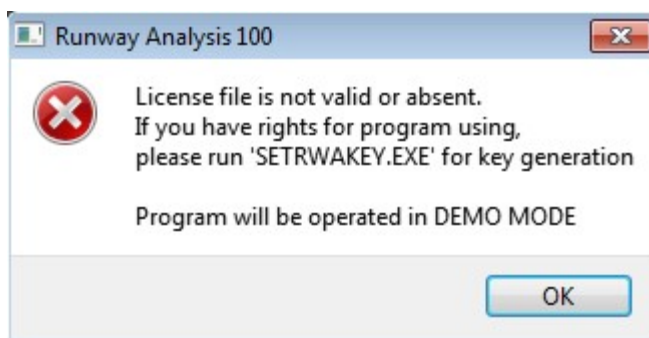 Runway Analysis 100
License file is not valid or absent.
If you have rights for program using,
please run 'SETRWAKEY.EXE' for key generation
Program will be operated in DEMO MODE
OK